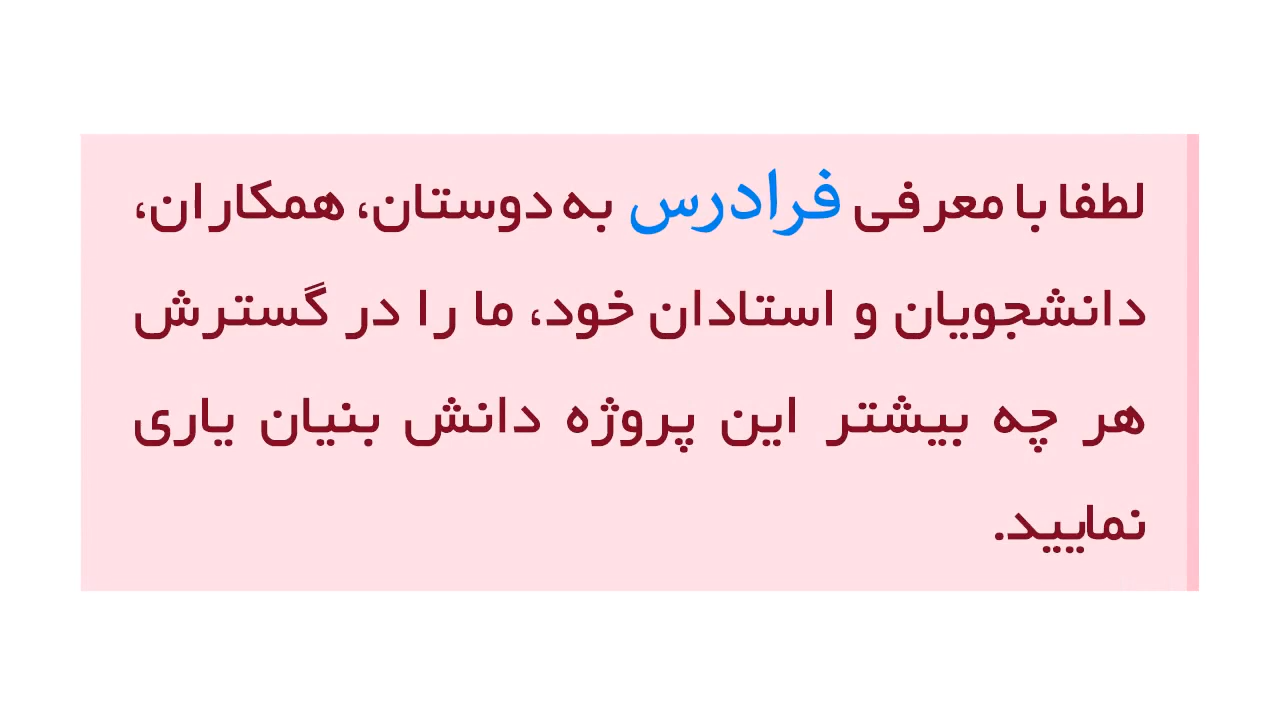 لطفا با معرفی فرادرس به دوستان، همکاران،
دانشجویان و استادان خود، ما را در گسترش
هر چه بیشتر این پروژه دانش بنیان یاری
نمایید.